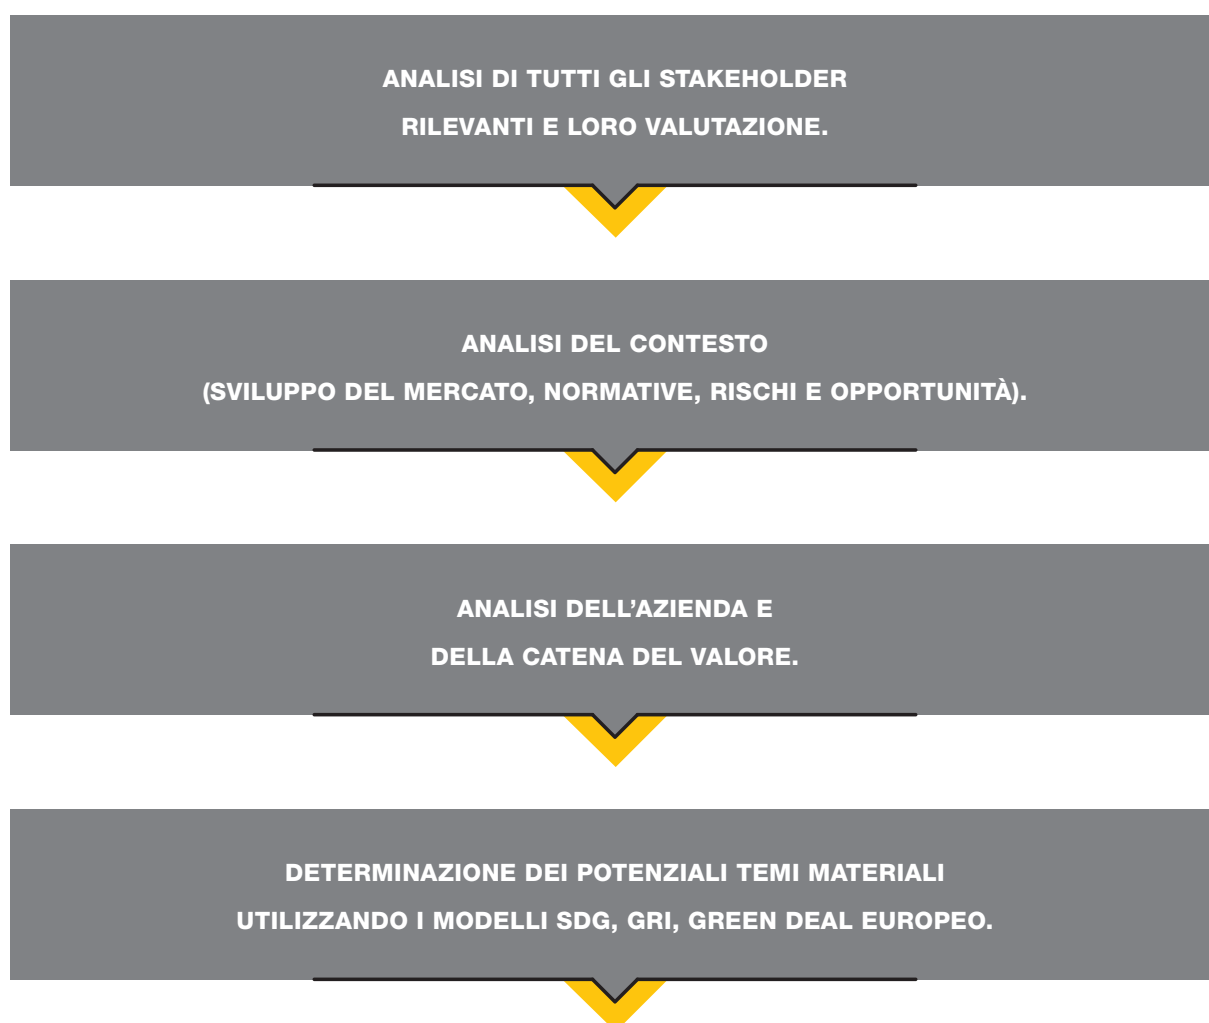 ANALISI DI TUTTI GLI STAKEHOLDER
RILEVANTI E LORO VALUTAZIONE.
ANALISI DEL CONTESTO
(SVILUPPO DEL MERCATO, NORMATIVE, RISCHI E OPPORTUNITÀ).
ANALISI DELL’AZIENDA E
DELLA CATENA DEL VALORE.
DETERMINAZIONE DEI POTENZIALI TEMI MATERIALI
UTILIZZANDO I MODELLI SDG, GRI, GREEN DEAL EUROPEO.